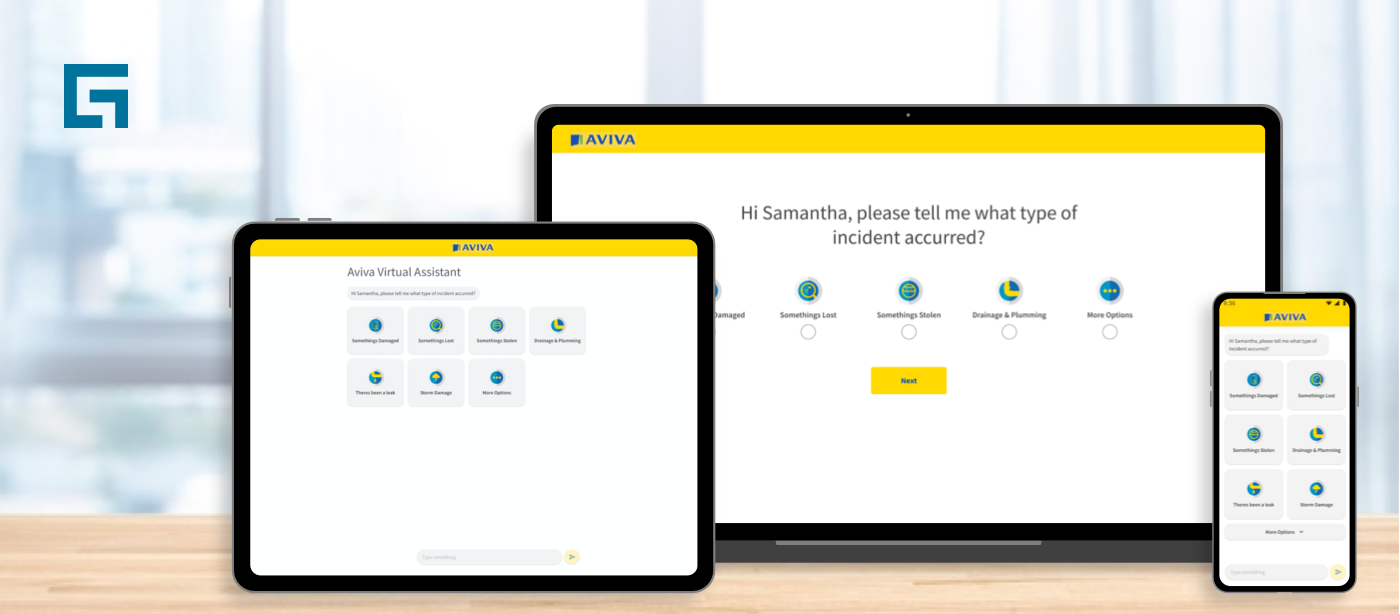 AVIVA
Hi Samantha, please tell me what type of
incident accurred?
Damaged
Somethings Lost
Somethings Stolen
Drainage & Plumming
More Options
Next
AVIVA
Aviva Virtual Assistant
Hi Samantha, please tell me what type of incident accurred?
Somethings Damaged
Somethings Lost
Somethings Stolen
Drainage & Plumming
Theres been a leak
Storm Damage
More Options
Type something
AVIVA
Hi Samantha, please tell me what type of
incident accurred?
Somethings Damaged
Somethings Lost
Somethings Stolen
Drainage & Plumming
Theres been a leak
Storm Damage
More Options
Type something